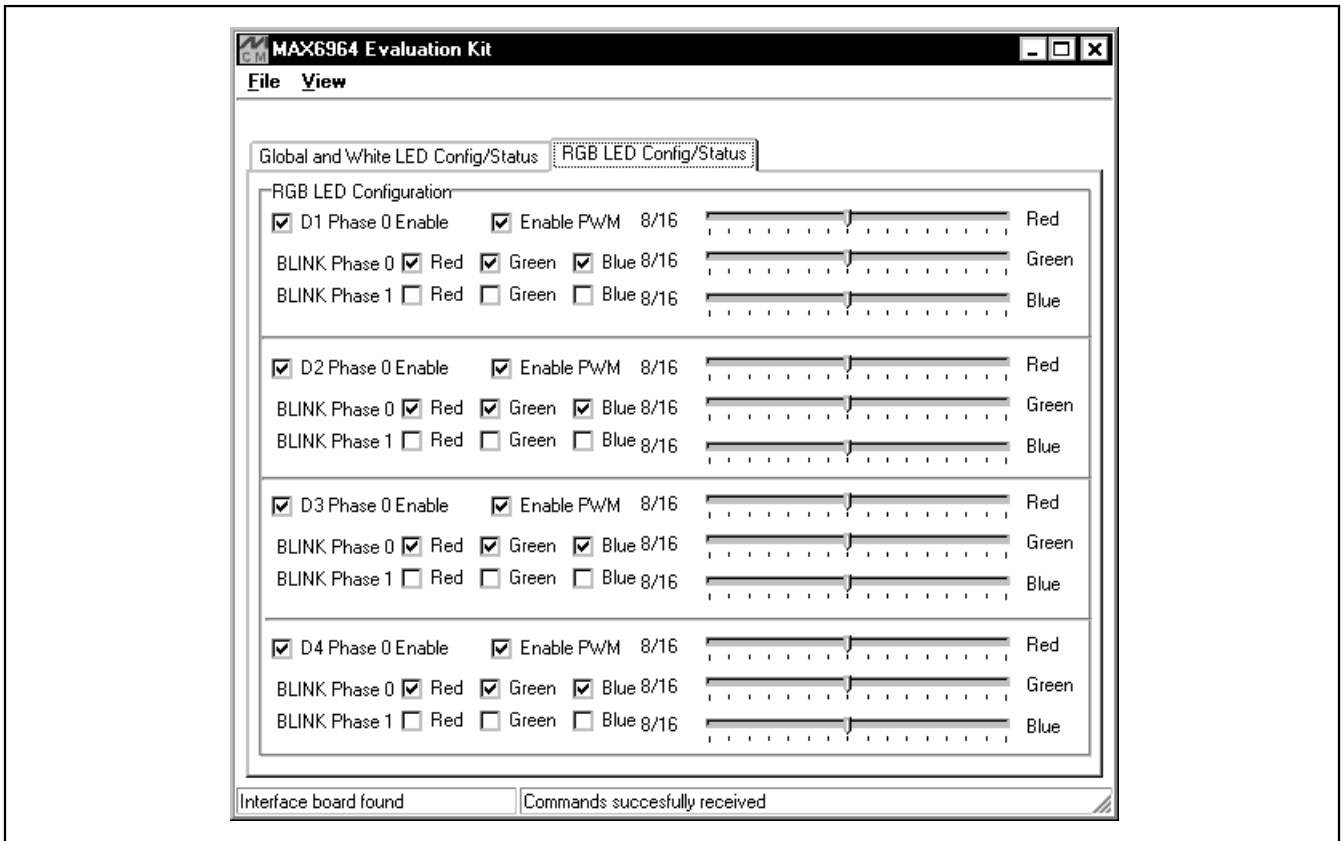 CM MAX6964 Evaluation Kit
File View
Global and White LED Config/Status RGB LED Config/Status
RGB LED Configuration
D1 Phase 0 Enable Enable PWM 8/16 Red
BLINK Phase 0 Red Green Blue 8/16 Green
BLINK Phase 1 Red Green Blue 8/16 Blue
D2 Phase 0 Enable Enable PWM 8/16 Red
BLINK Phase 0 Red Green Blue 8/16 Green
BLINK Phase 1 Red Green Blue 8/16 Blue
D3 Phase 0 Enable Enable PWM 8/16 Red
BLINK Phase 0 Red Green Blue 8/16 Green
BLINK Phase 1 Red Green Blue 8/16 Blue
D4 Phase 0 Enable Enable PWM 8/16 Red
BLINK Phase 0 Red Green Blue 8/16 Green
BLINK Phase 1 Red Green Blue 8/16 Blue
Interface board found Commands succesfully received